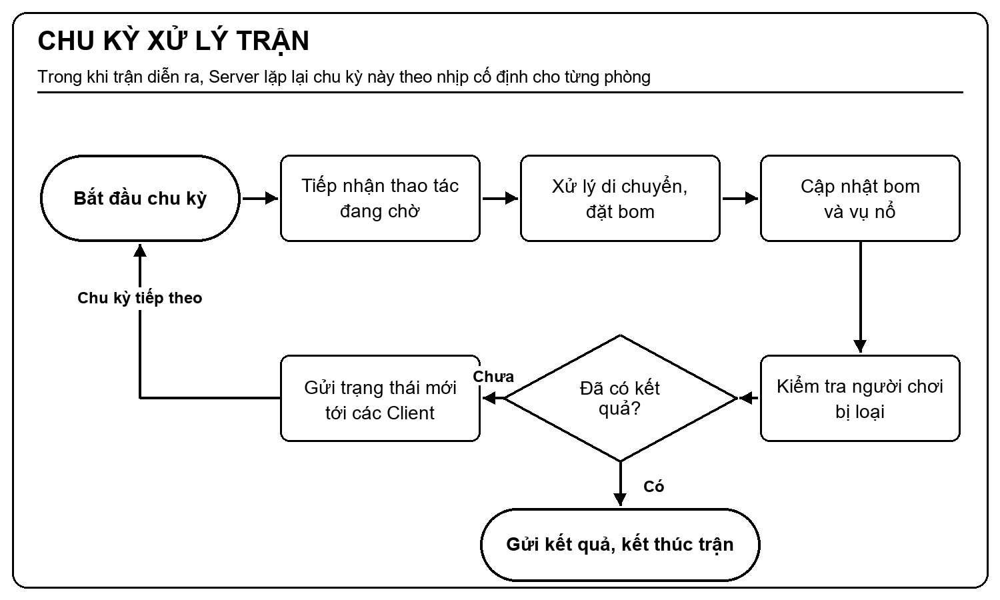 CHU KỲ XỬ LÝ TRẬN
Trong khi trận diễn ra, Server lặp lại chu kỳ này theo nhịp cố định cho từng phòng
Bắt đầu chu kỳ
Tiếp nhận thao tác
đang chờ
Xử lý di chuyển,
đặt bom
Cập nhật bom
và vụ nổ
Kiểm tra người chơi
bị loại
Đã có kết
quả?
Chưa
Gửi trạng thái mới
tới các Client
Chu kỳ tiếp theo
Có
Gửi kết quả, kết thúc trận